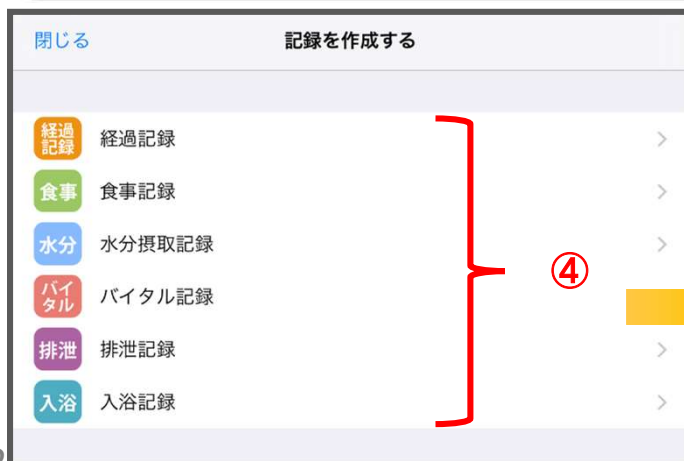 閉じる 記録を作成する
経過
記録 経過記録
食事 食事記録
水分 水分摂取記録
バイ
タル バイタル記録
排泄 排泄記録
入浴 入浴記録
④